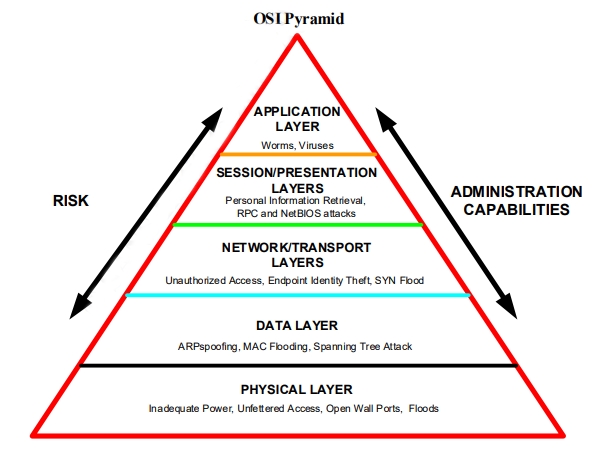 OSI Pyramid
APPLICATION
LAYER
Worms, Viruses
SESSION/PRESENTATION
LAYERS
Personal Information Retrieval,
RPC and NetBIOS attacks
RISK
ADMINISTRATION
CAPABILITIES
NETWORK/TRANSPORT
LAYERS
Unauthorized Access, Endpoint Identity Theft, SYN Flood
DATA LAYER
ARPspoofing, MAC Flooding, Spanning Tree Attack
PHYSICAL LAYER
Inadequate Power, Unfettered Access, Open Wall Ports, Floods